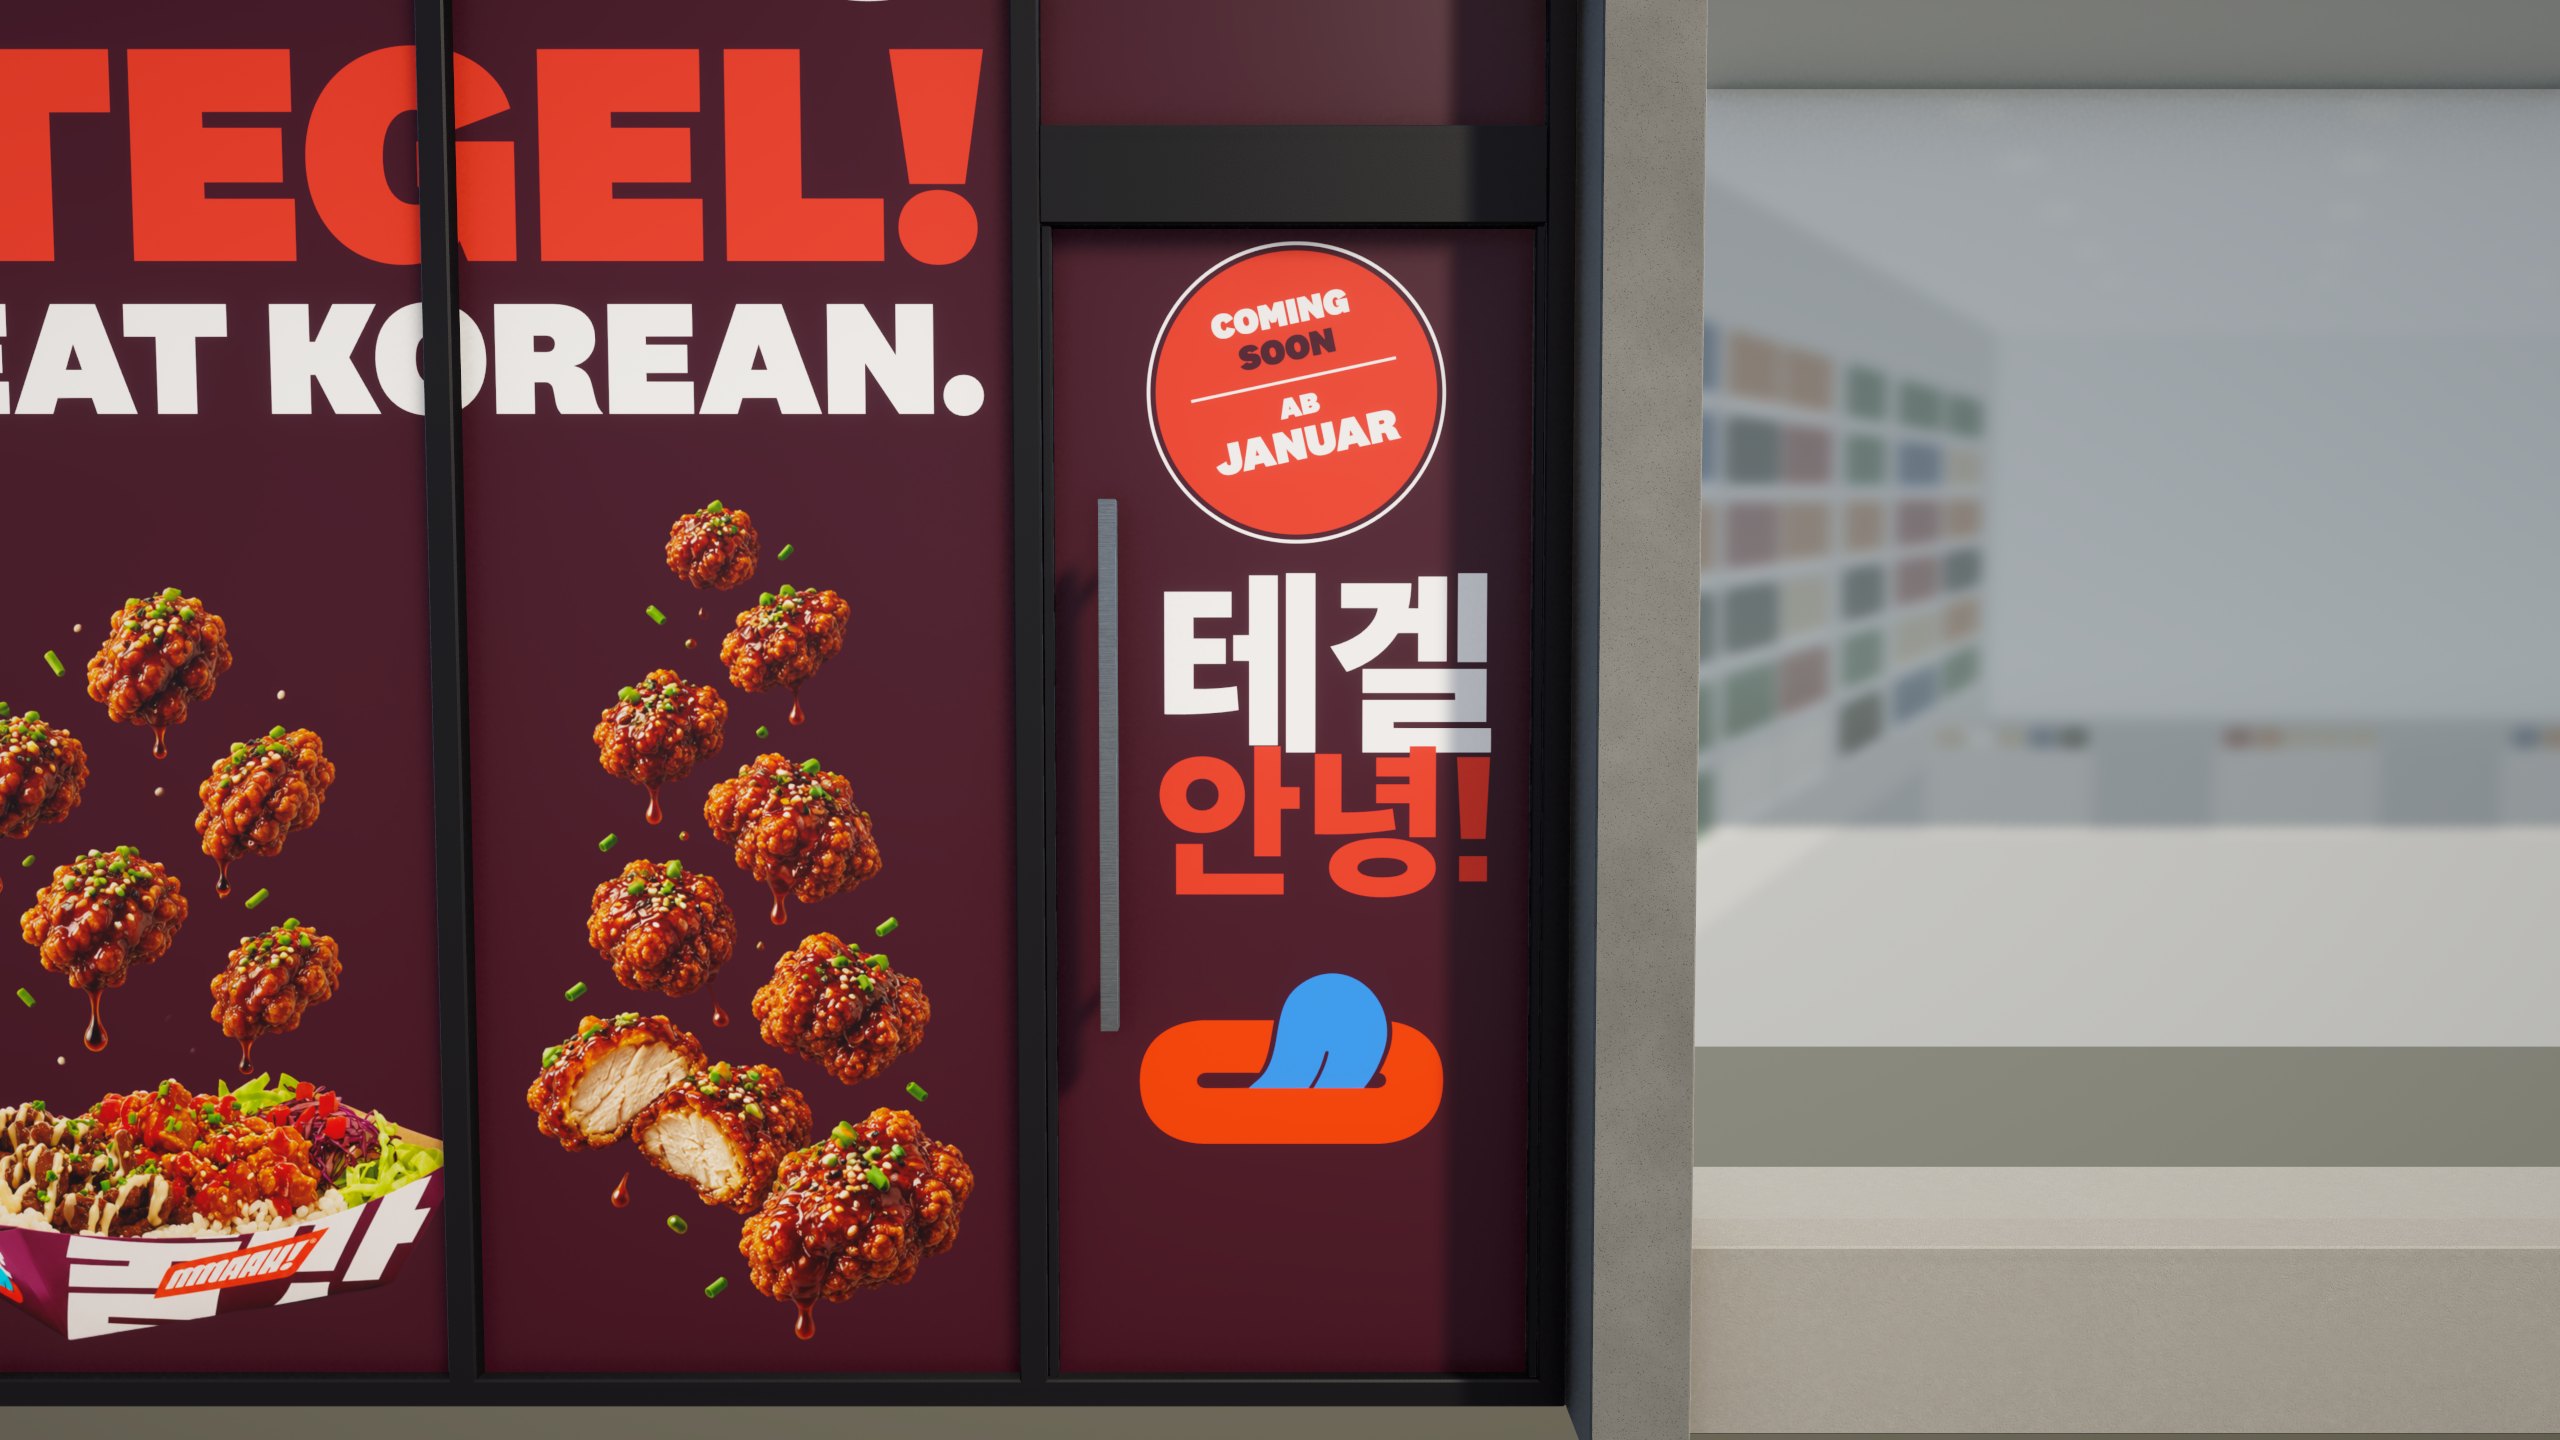 TEGEL!
EAT KOREAN.
COMING
SOON
AB
JANUAR
테겔
안녕!
MMAAH!